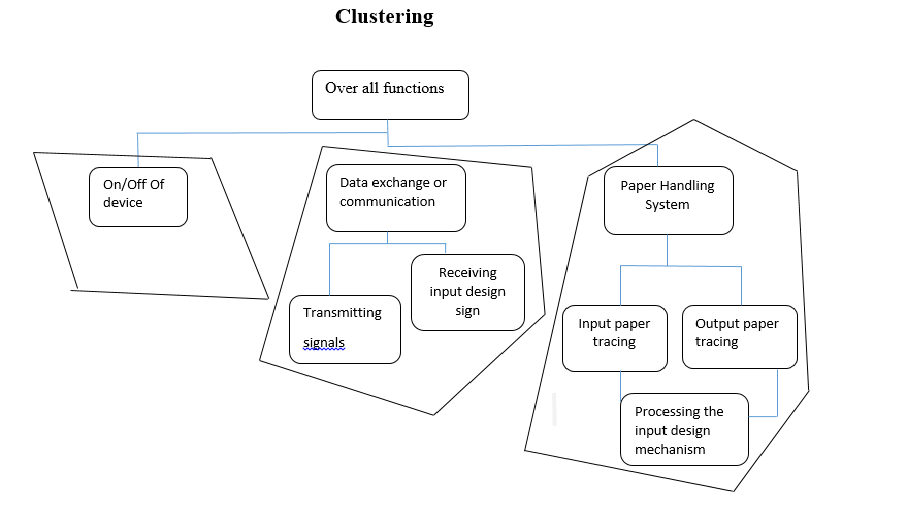 Clustering
Over all functions
On/Off Of
device
Data exchange or
communication
Receiving
input design
sign
Transmitting
signals
Paper Handling
System
Input paper
tracing
Output paper
tracing
Processing the
input design
mechanism